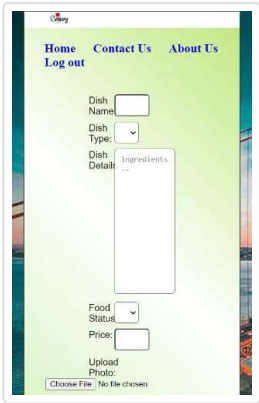 Home Contact Us About Us
Log out
Dish
Name
Dish
Type:
Dish
Details
ingredients
--
Food
Status
Price:
Upload
Photo:
Choose File No file chosen